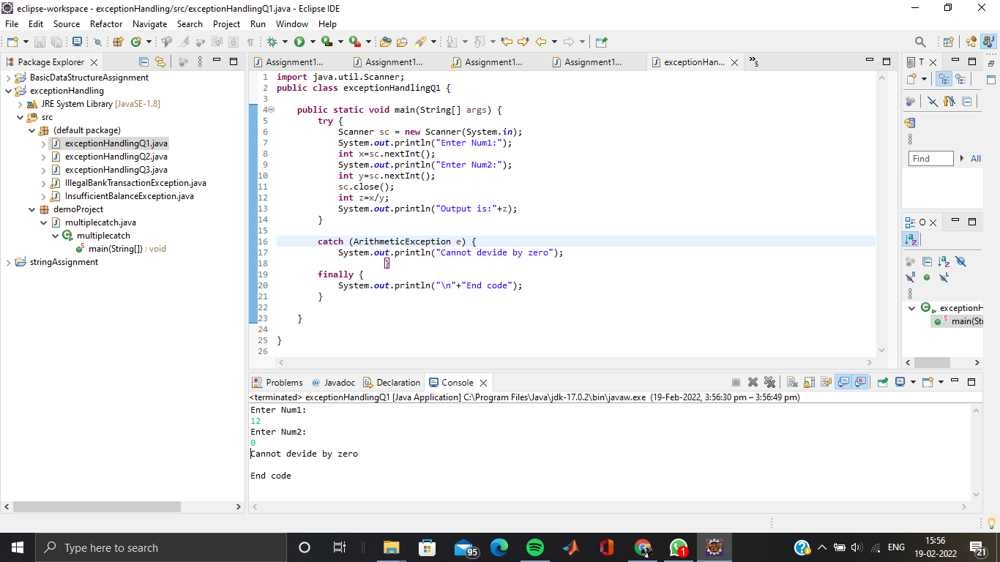 eclipse-workspace - exceptionHandling/src/exceptionHandlingQ1.java - Eclipse IDE
File Edit Source Refactor Navigate Search Project Run Window Help
Package Explorer
BasicDataStructureAssignment
exceptionHandling
JRE System Library [JavaSE-1.8]
src
(default package)
exceptionHandlingQ1.java
exceptionHandlingQ2.java
exceptionHandlingQ3.java
IllegalBankTransactionException.java
InsufficientBalanceException.java
demoProject
multiplecatch.java
multiplecatch
main(String[]) : void
stringAssignment
Assignment1... Assignment1... Assignment1... Assignment1... exceptionHan... »5
1 import java.util.Scanner;
2 public class exceptionHandlingQ1 {
3
4 public static void main(String[] args) {
5 try {
6 Scanner sc = new Scanner(System.in);
7 System.out.println("Enter Num1:");
8 int x=sc.nextInt();
9 System.out.println("Enter Num2:");
10 int y=sc.nextInt();
11 sc.close();
12 int z=x/y;
13 System.out.println("Output is:"+z);
14 }
15
16 catch (ArithmeticException e) {
17 System.out.println("Cannot devide by zero");
18 }
19 finally {
20 System.out.println("\n"+"End code");
21 }
22
23 }
24
25 }
26
T
Find All
O
exceptionH
main(Stri
Problems @ Javadoc Declaration Console
<terminated> exceptionHandlingQ1 [Java Application] C:\Program Files\Java\jdk-17.0.2\bin\javaw.exe (19-Feb-2022, 3:56:30 pm – 3:56:49 pm)
Enter Num1:
12
Enter Num2:
0
Cannot devide by zero
End code
Type here to search
95
1
ENG
15:56
19-02-2022
21